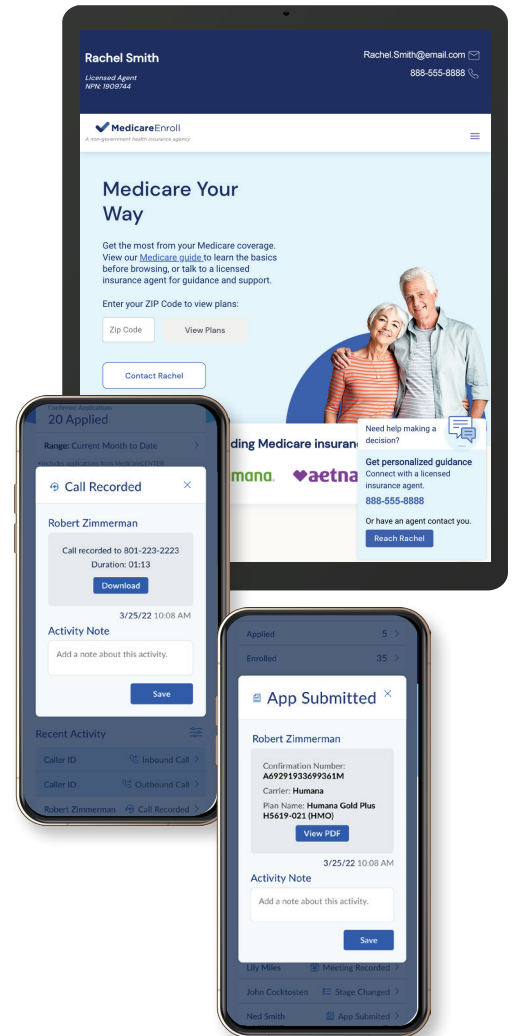 Rachel Smith
Licensed Agent
NPN: 1909744
Rachel.Smith@email.com
888-555-8888
MedicareEnroll
A non-government health insurance agency
Medicare Your
Way
Get the most from your Medicare coverage.
View our Medicare guide to learn the basics
before browsing, or talk to a licensed
insurance agent for guidance and support.
Enter your ZIP Code to view plans:
Zip Code
View Plans
Contact Rachel
ding Medicare insuran
mana.
aetna
Need help making a
decision?
Get personalized guidance
Connect with a licensed
insurance agent.
888-555-8888
Or have an agent contact you.
Reach Rachel
Confirmed Applications
20 Applied
Range: Current Month to Date
*Includes applications from MedicareCENTER
Call Recorded
Robert Zimmerman
Call recorded to 801-223-2223
Duration: 01:13
Download
3/25/22 10:08 AM
Activity Note
Add a note about this activity.
Save
Recent Activity
Caller ID Inbound Call
Caller ID Outbound Call
Robert Zimmerman Call Recorded
Applied 5
Enrolled 35
App Submitted
Robert Zimmerman
Confirmation Number:
A69291933699361M
Carrier: Humana
Plan Name: Humana Gold Plus
H5619-021 (HMO)
View PDF
3/25/22 10:08 AM
Activity Note
Add a note about this activity.
Save
Lily Miles Meeting Recorded
John Cocktosten Stage Changed
Ned Smith App Submited